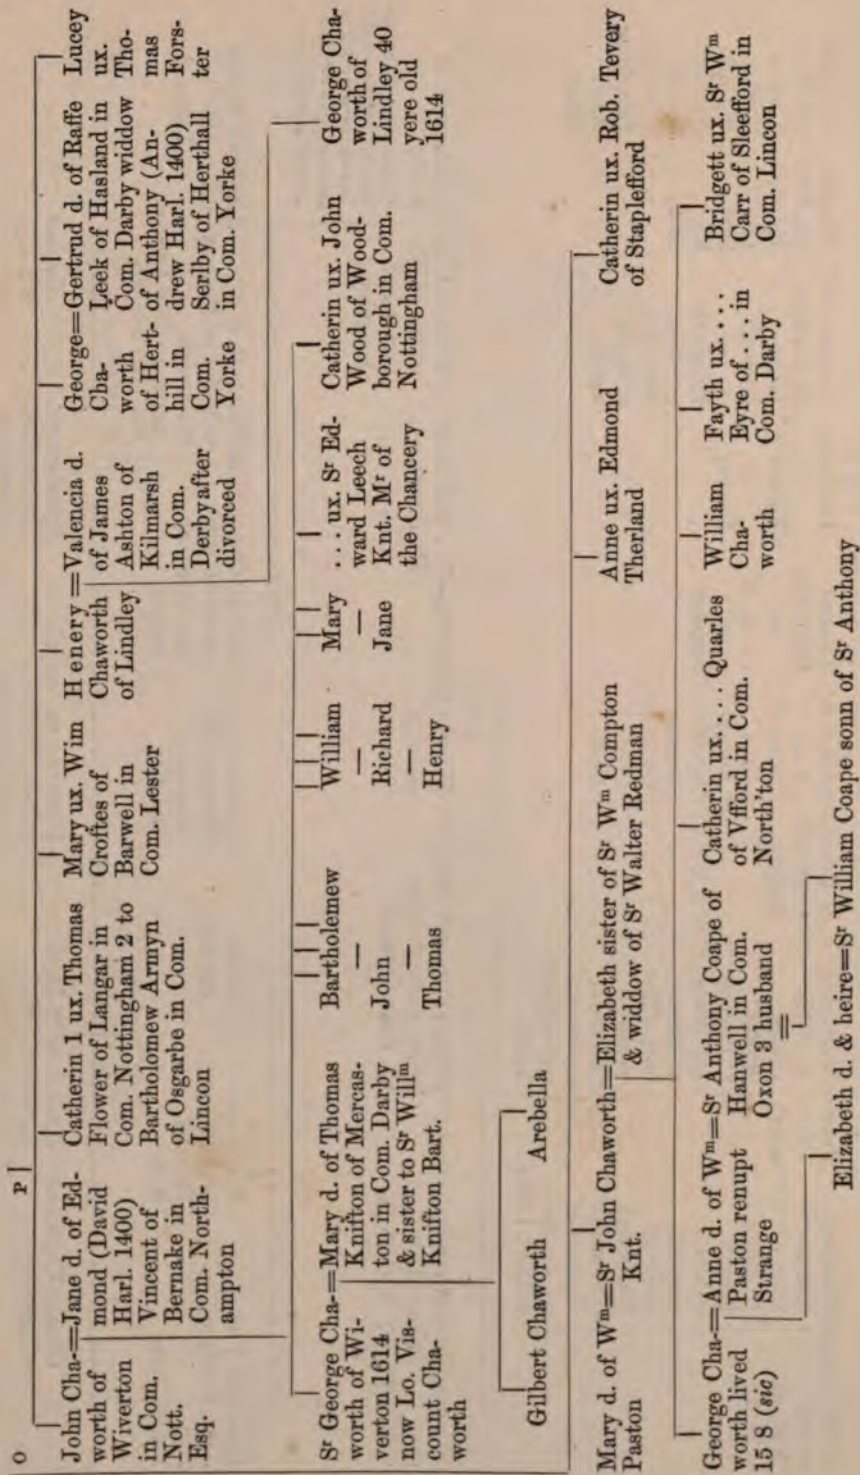 O
P
John Cha-=Jane d. of Ed-
worth of
Wiverton
in Com.
Nott.
Esq.
mond (David
Harl. 1400)
Vincent of
Bernake in
Com. North-
ampton
Catherin 1 ux. Thomas
Flower of Langar in
Com. Nottingham 2 to
Bartholomew Armyn
of Osgarbe in Com.
Lincon
Mary ux. Wim
Croftes of
Barwell in
Com. Lester
Henery=Valencia d.
Chaworth
of Lindley
of James
Ashton of
Kilmarsh
in Com.
Derby after
divorced
George=Gertrud d. of Raffe
Cha-
worth
of Hert-
hill in
Com.
Yorke
Leek of Hasland in
Com. Darby widdow
of Anthony (An-
drew Harl. 1400)
Serlby of Herthall
in Com. Yorke
Lucey
ux.
Tho-
mas
Fors-
ter
Sr George Cha-=Mary d. of Thomas
worth of Wi-
verton 1614
now Lo. Vis-
count Cha-
worth
Knifton of Mercas-
ton in Com. Darby
& sister to Sr Willm
Knifton Bart.
Bartholemew
—
John
—
Thomas
William
—
Richard
—
Henry
Mary
—
Jane
... ux. Sr Ed-
ward Leech
Knt. Mr of
the Chancery
Catherin ux. John
Wood of Wood-
borough in Com.
Nottingham
George Cha-
worth of
Lindley 40
yere old
1614
Gilbert Chaworth
Arebella
Mary d. of Wm=Sr John Chaworth=Elizabeth sister of Sr Wm Compton
Paston
Knt.
& widdow of Sr Walter Redman
Anne ux. Edmond
Therland
Catherin ux. Rob. Tevery
of Staplefford
George Cha-=Anne d. of Wm=Sr Anthony Coape of
worth lived
15 8 (sic)
Paston renupt
Strange
Hanwell in Com.
Oxon 3 husband
=
Catherin ux. ... Quarles
of Vfford in Com.
North'ton
William
Cha-
worth
Fayth ux. ....
Eyre of ... in
Com. Darby
Bridgett ux. Sr Wm
Carr of Sleefford in
Com. Lincon
Elizabeth d. & heire=Sr William Coape sonn of Sr Anthony